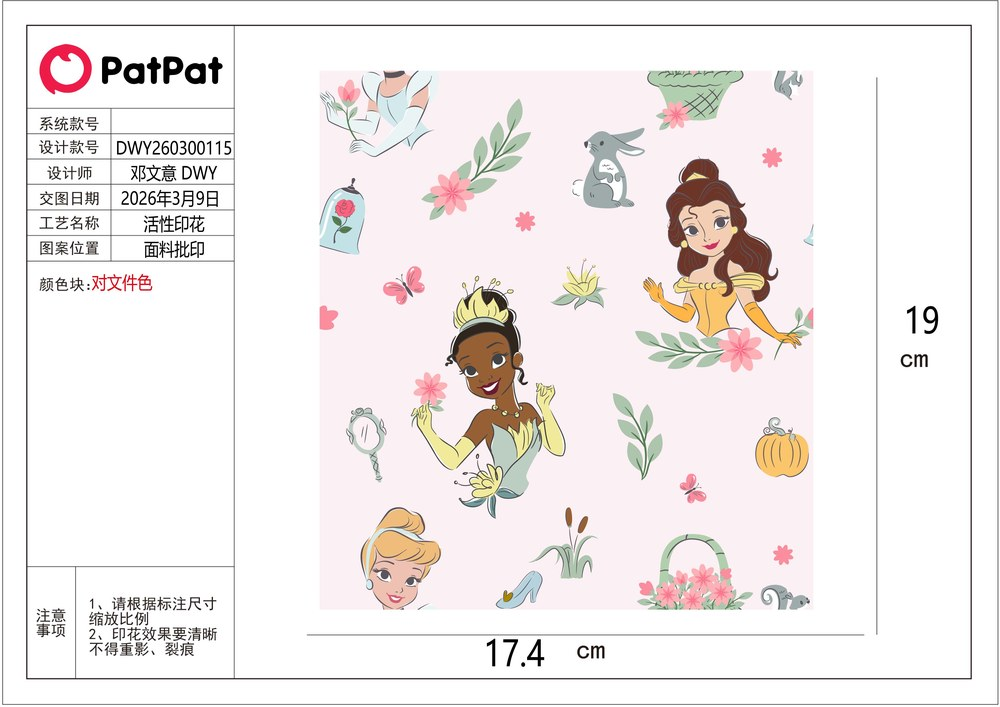 PatPat
系统款号
设计款号 DWY260300115
设计师 邓文意 DWY
交图日期 2026年3月9日
工艺名称 活性印花
图案位置 面料批印
颜色块:对文件色
注意
事项
1、请根据标注尺寸
缩放比例
2、印花效果要清晰
不得重影、裂痕
19
cm
17.4 cm